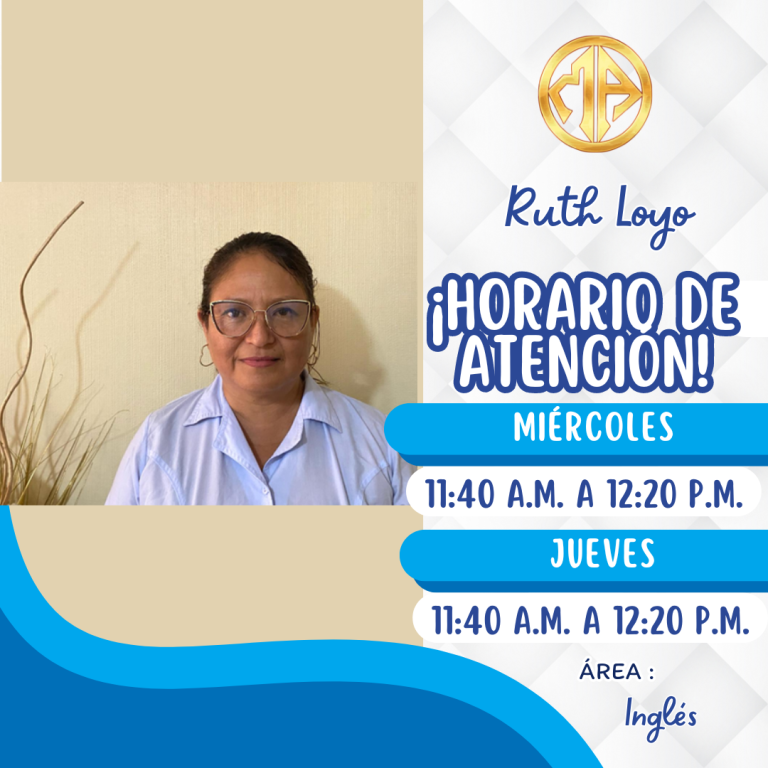 Ruth Loyo
¡HORARIO DE
ATENCIÓN!
MIÉRCOLES
11:40 A.M. A 12:20 P.M.
JUEVES
11:40 A.M. A 12:20 P.M.
ÁREA :
Inglés